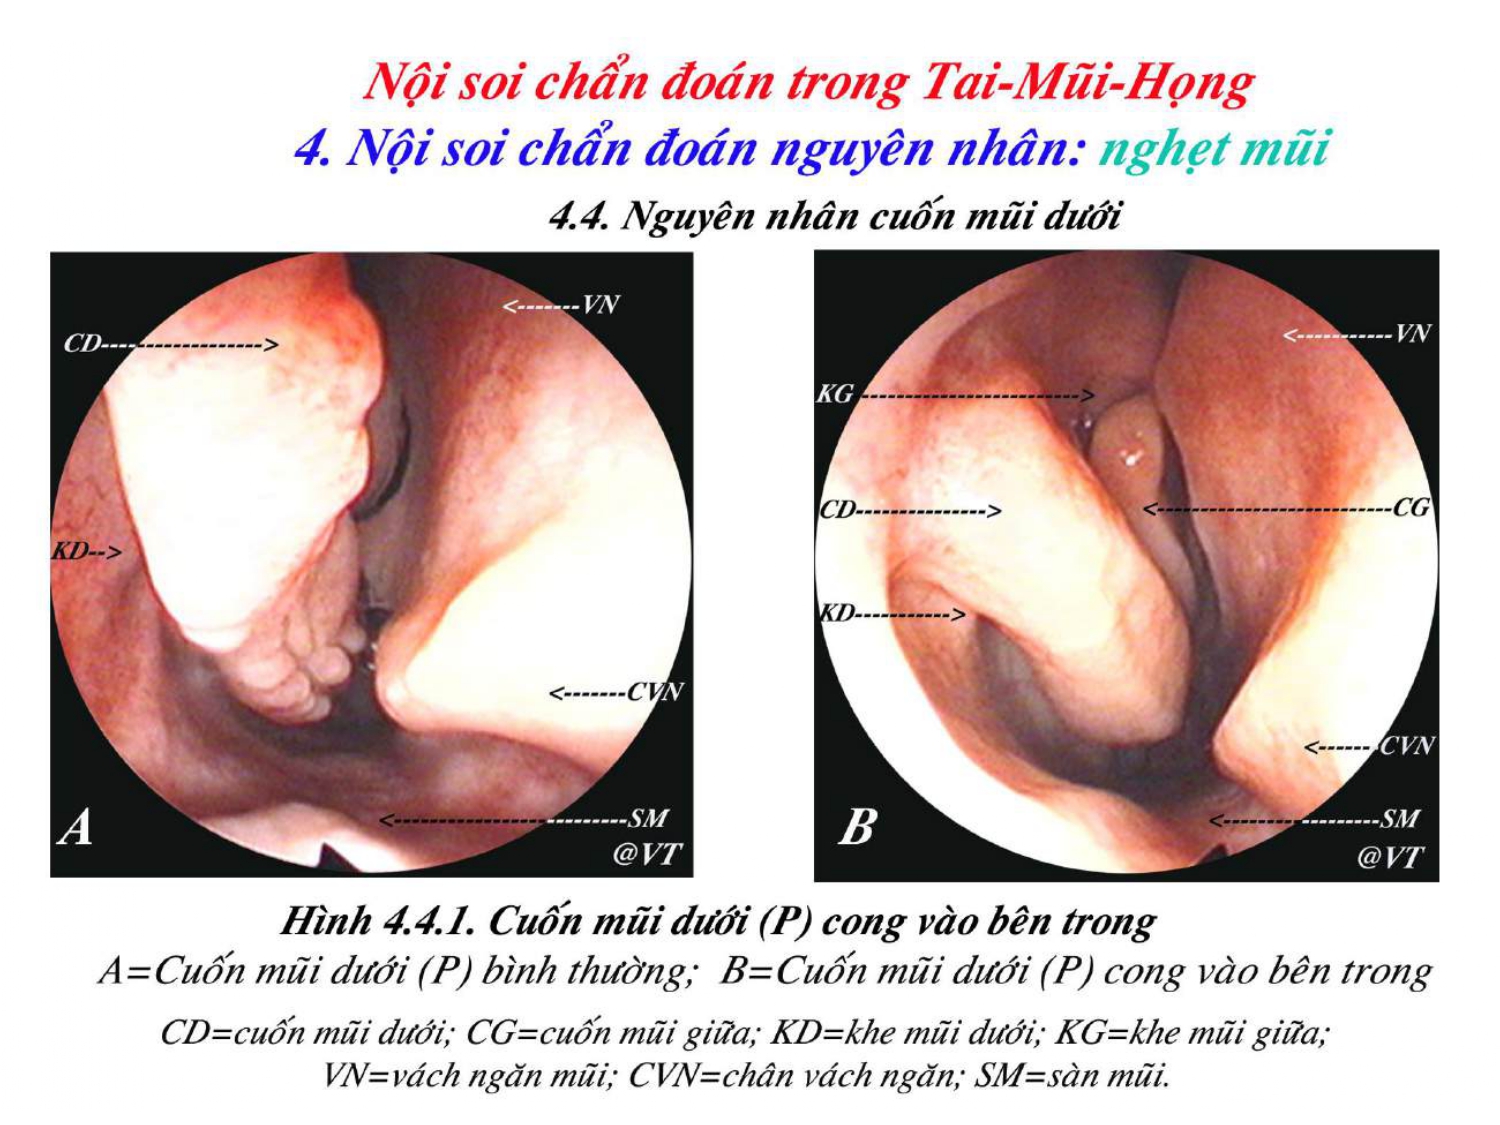 Nội soi chẩn đoán trong Tai-Mũi-Họng
4. Nội soi chẩn đoán nguyên nhân: nghẹt mũi
4.4. Nguyên nhân cuốn mũi dưới
<-------VN
CD------------------>
KD-->
<-------CVN
<--------------------------SM
A
@VT
<-----------VN
KG------------------------->
CD--------------->
<---------------------------CG
KD----------->
<------CVN
<-------------------SM
B
@VT
Hình 4.4.1. Cuốn mũi dưới (P) cong vào bên trong
A=Cuốn mũi dưới (P) bình thường; B=Cuốn mũi dưới (P) cong vào bên trong
CD=cuốn mũi dưới; CG=cuốn mũi giữa; KD=khe mũi dưới; KG=khe mũi giữa;
VN=vách ngăn mũi; CVN=chân vách ngăn; SM=sàn mũi.